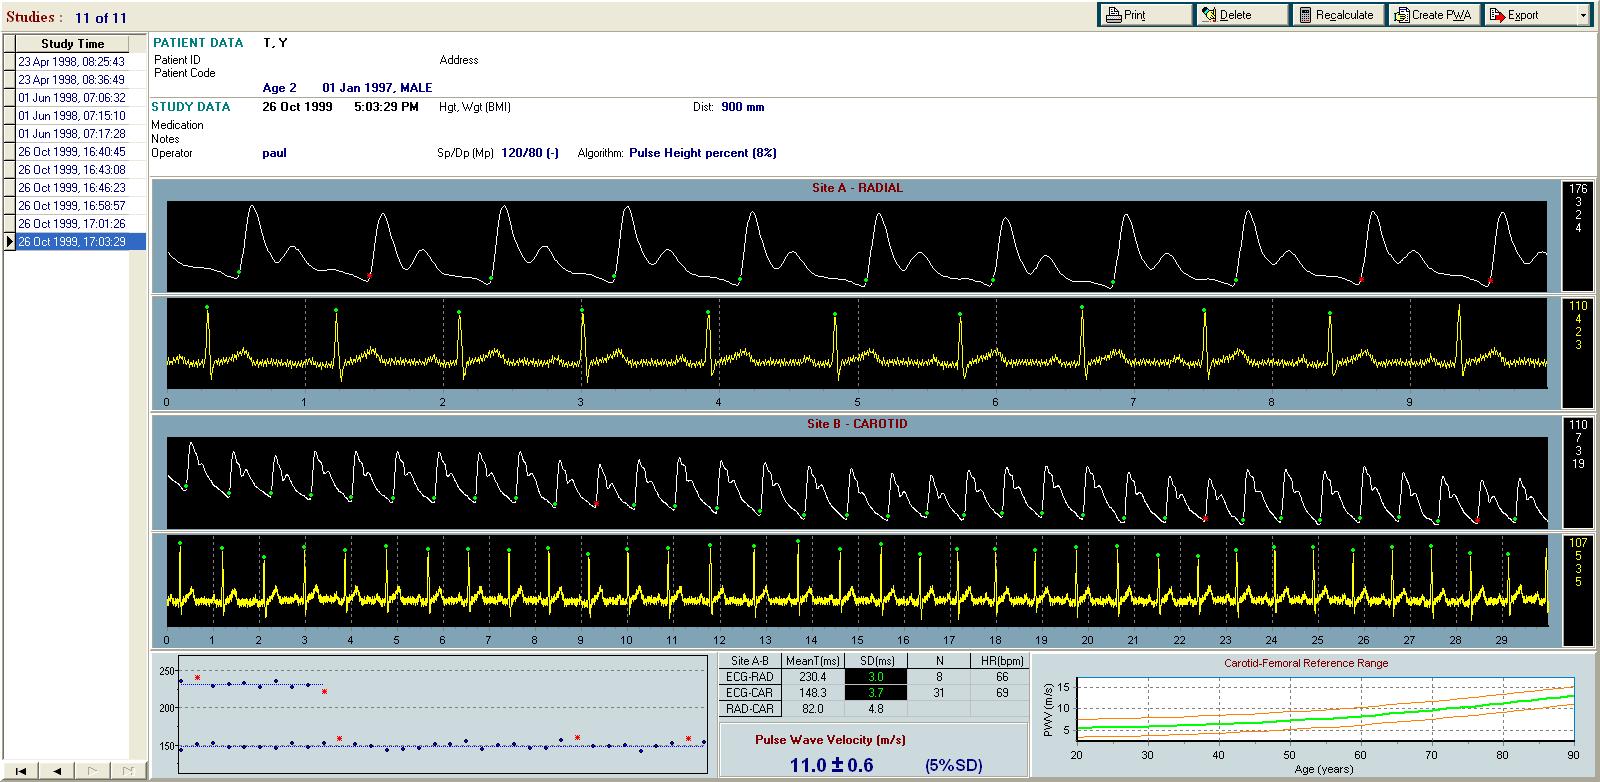 Studies : 11 of 11
Print Delete Recalculate Create PWA Export
Study Time
23 Apr 1998, 08:25:43
23 Apr 1998, 08:36:49
01 Jun 1998, 07:06:32
01 Jun 1998, 07:15:10
01 Jun 1998, 07:17:28
26 Oct 1999, 16:40:45
26 Oct 1999, 16:43:08
26 Oct 1999, 16:46:23
26 Oct 1999, 16:58:57
26 Oct 1999, 17:01:26
26 Oct 1999, 17:03:29
PATIENT DATA T, Y
Patient ID Address
Patient Code
Age 2 01 Jan 1997, MALE
STUDY DATA 26 Oct 1999 5:03:29 PM Hgt, Wgt (BMI) Dist: 900 mm
Medication
Notes
Operator paul Sp/Dp (Mp) 120/80 (-) Algorithm: Pulse Height percent (8%)
Site A - RADIAL
176
3
2
4
110
4
2
3
0 1 2 3 4 5 6 7 8 9
Site B - CAROTID
110
7
3
19
107
5
3
5
0 1 2 3 4 5 6 7 8 9 10 11 12 13 14 15 16 17 18 19 20 21 22 23 24 25 26 27 28 29
250
200
150
Site A-B MeanT(ms) SD(ms) N HR(bpm)
ECG-RAD 230.4 3.0 8 66
ECG-CAR 148.3 3.7 31 69
RAD-CAR 82.0 4.8
Pulse Wave Velocity (m/s)
11.0 ± 0.6 (5%SD)
Carotid-Femoral Reference Range
PWV (m/s)
15
10
5
20 30 40 50 60 70 80 90
Age (years)